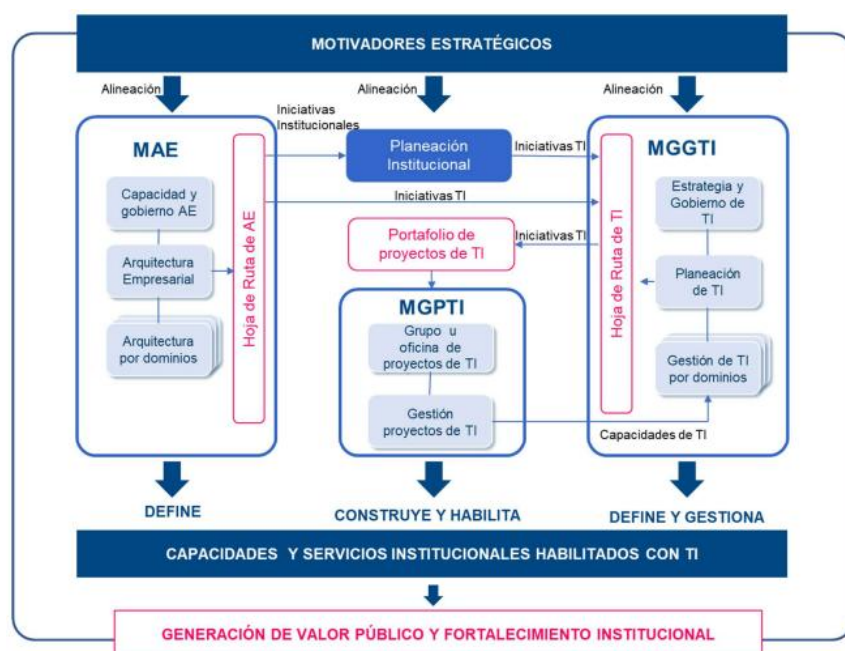 MOTIVADORES ESTRATÉGICOS
Alineación
Alineación
Alineación
Iniciativas
Institucionales
MAE
Capacidad y
gobierno AE
Arquitectura
Empresarial
Arquitectura
por dominios
Hoja de Ruta de AE
Planeación
Institucional
Iniciativas TI
Iniciativas TI
Portafolio de
proyectos de TI
Iniciativas TI
MGPTI
Grupo u
oficina de
proyectos de TI
Gestión
proyectos de TI
Hoja de Ruta de TI
MGGTI
Estrategia y
Gobierno de
TI
Planeación
de TI
Gestión de TI
por dominios
Capacidades de TI
DEFINE
CONSTRUYE Y HABILITA
DEFINE Y GESTIONA
CAPACIDADES Y SERVICIOS INSTITUCIONALES HABILITADOS CON TI
GENERACIÓN DE VALOR PÚBLICO Y FORTALECIMIENTO INSTITUCIONAL